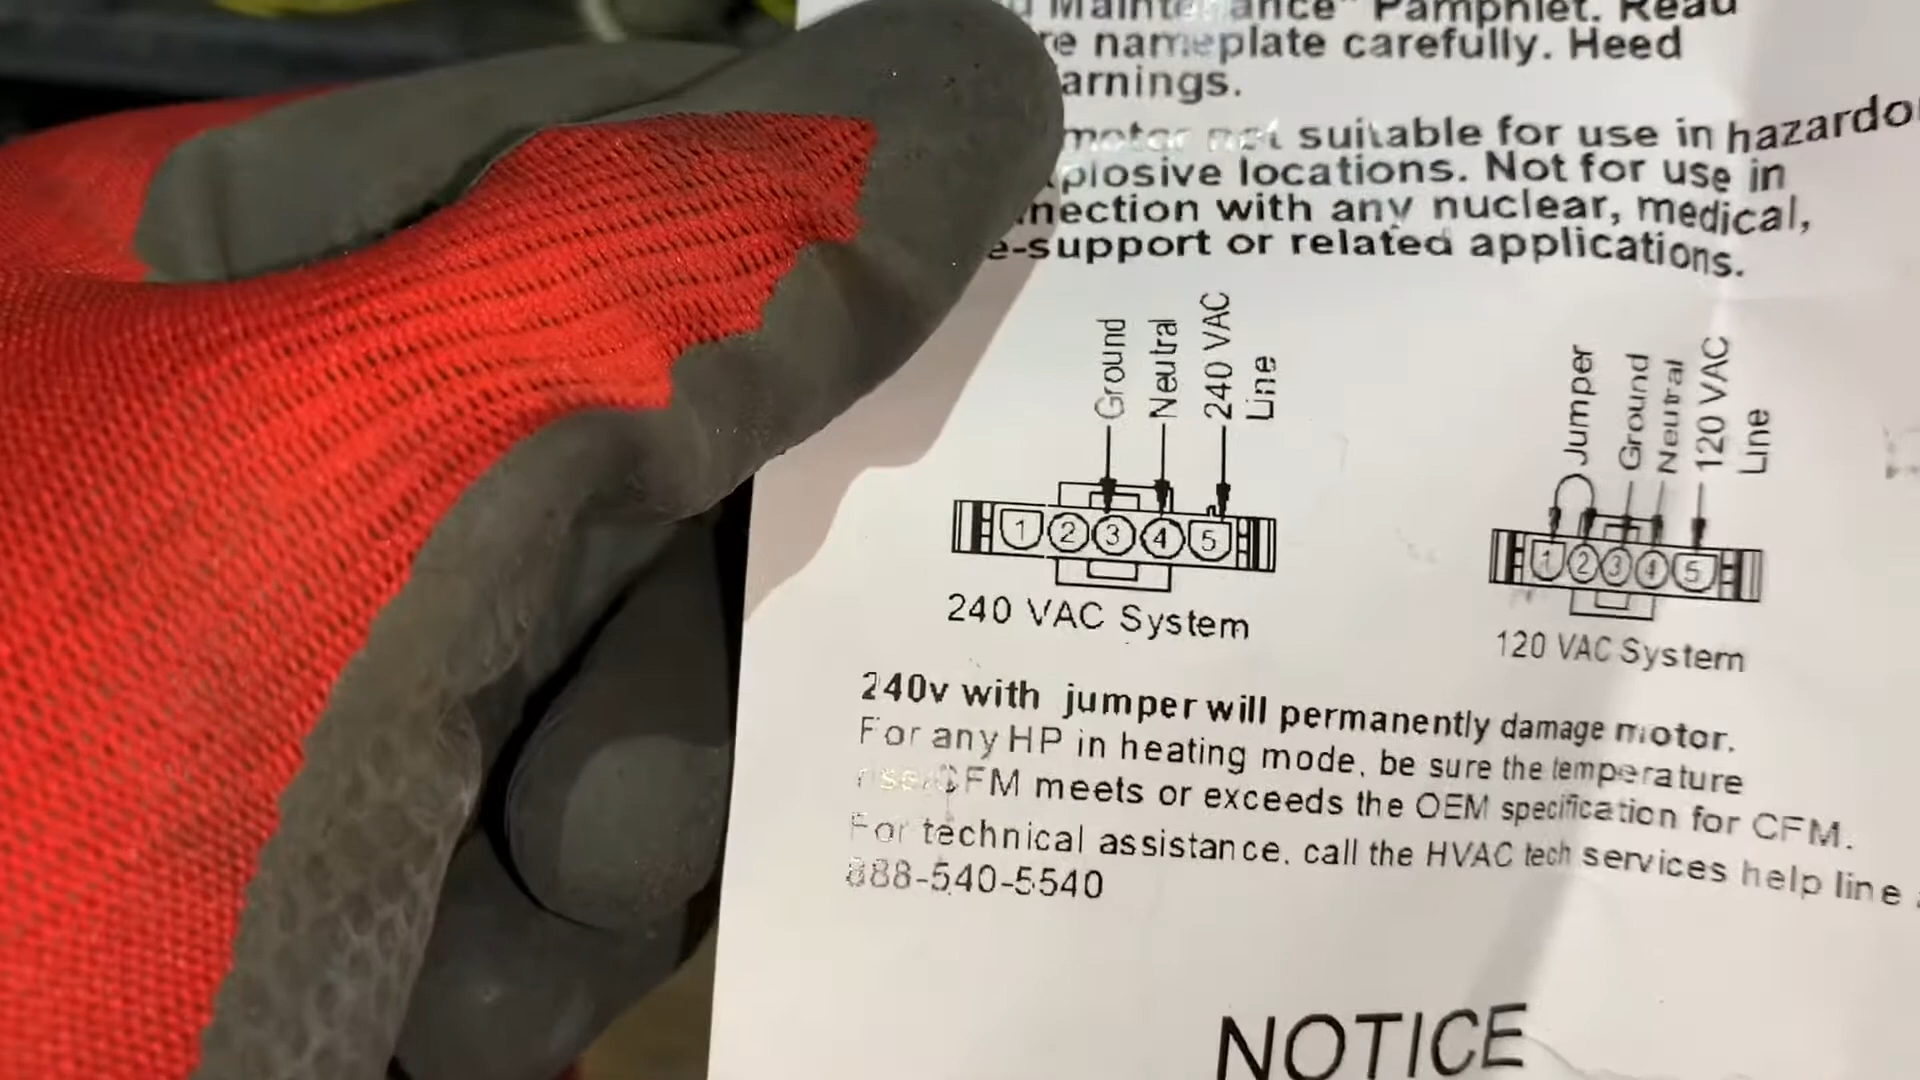 Maintenance" Pamphlet. Read
nameplate carefully. Heed
arnings.
motor not suitable for use in hazardo
plosive locations. Not for use in
nection with any nuclear, medical,
e-support or related applications.
Ground
Neutral
240 VAC
Line
1 2 3 4 5
240 VAC System
Jumper
Ground
Neutral
120 VAC
Line
1 2 3 4 5
120 VAC System
240v with jumper will permanently damage motor.
For any HP in heating mode, be sure the temperature
rise/CFM meets or exceeds the OEM specification for CFM.
For technical assistance, call the HVAC tech services help line
888-540-5540
NOTICE